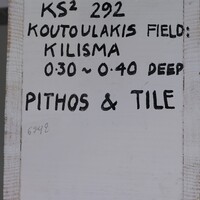 KS² 292
KOUTOULAKIS FIELD:
KILISMA
0·30 ~ 0·40 DEEP
PITHOS & TILE